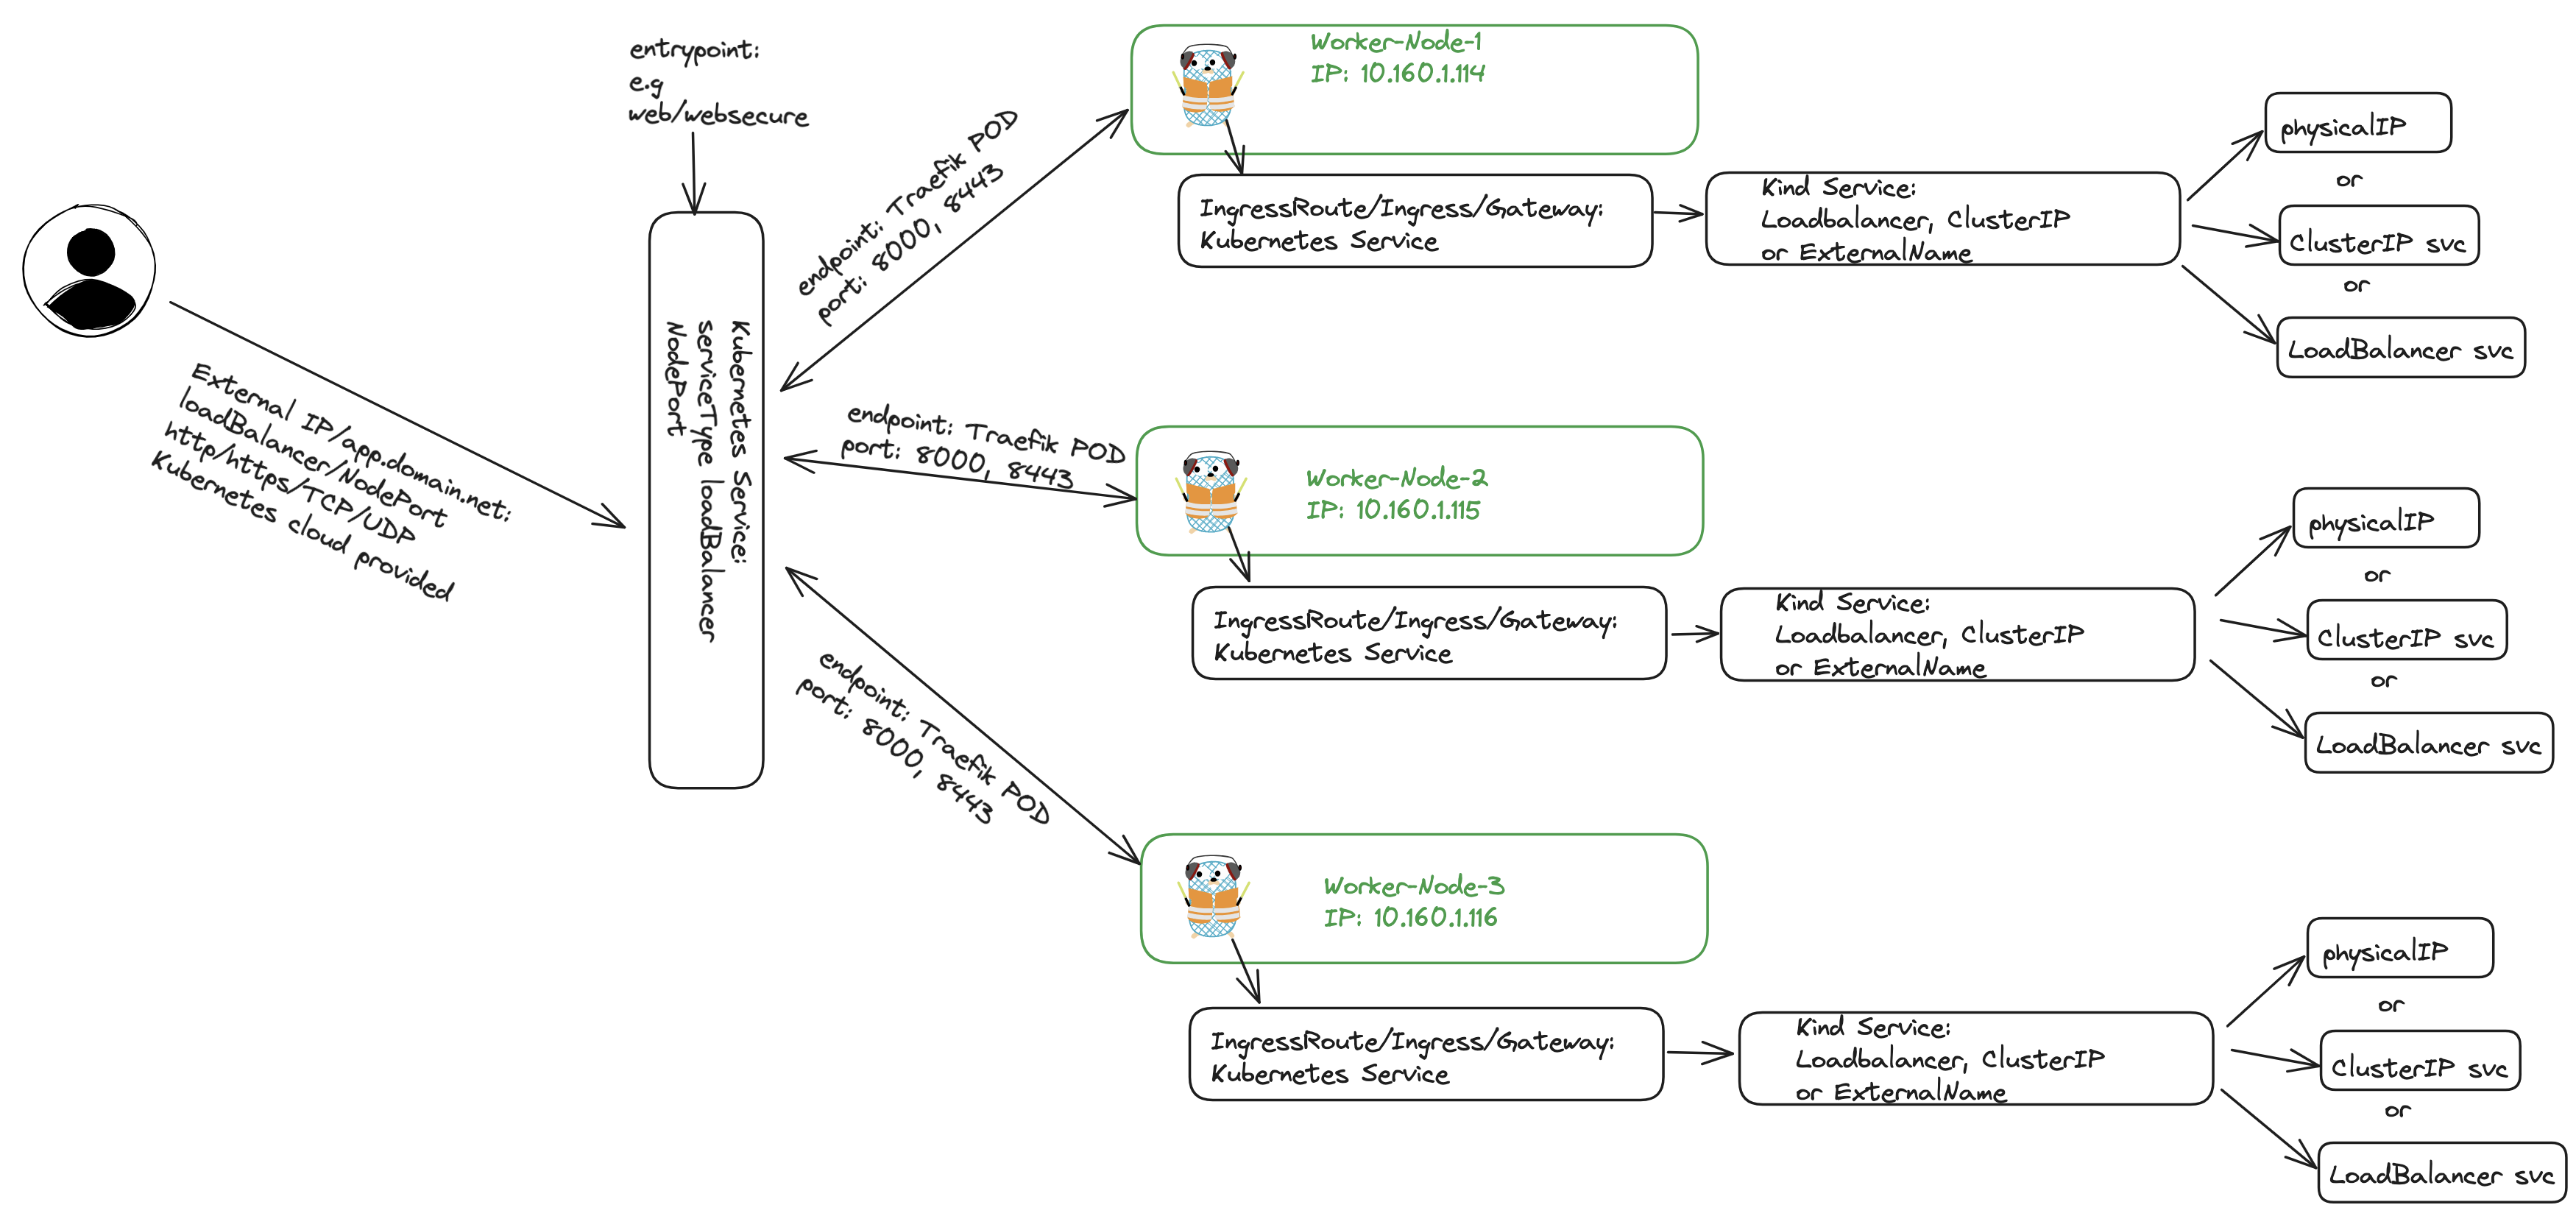 entrypoint:
e.g
web/websecure
External IP/app.domain.net:
loadBalancer/NodePort
http/https/TCP/UDP
Kubernetes cloud provided
Kubernetes Service:
serviceType loadBalancer
NodePort
endpoint: Traefik POD
port: 8000, 8443
Worker-Node-1
IP: 10.160.1.114
IngressRoute/Ingress/Gateway:
Kubernetes Service
Kind Service:
Loadbalancer, ClusterIP
or ExternalName
physicalIP
or
ClusterIP svc
or
LoadBalancer svc
endpoint: Traefik POD
port: 8000, 8443
Worker-Node-2
IP: 10.160.1.115
IngressRoute/Ingress/Gateway:
Kubernetes Service
Kind Service:
Loadbalancer, ClusterIP
or ExternalName
physicalIP
or
ClusterIP svc
or
LoadBalancer svc
endpoint: Traefik POD
port: 8000, 8443
Worker-Node-3
IP: 10.160.1.116
IngressRoute/Ingress/Gateway:
Kubernetes Service
Kind Service:
Loadbalancer, ClusterIP
or ExternalName
physicalIP
or
ClusterIP svc
or
LoadBalancer svc